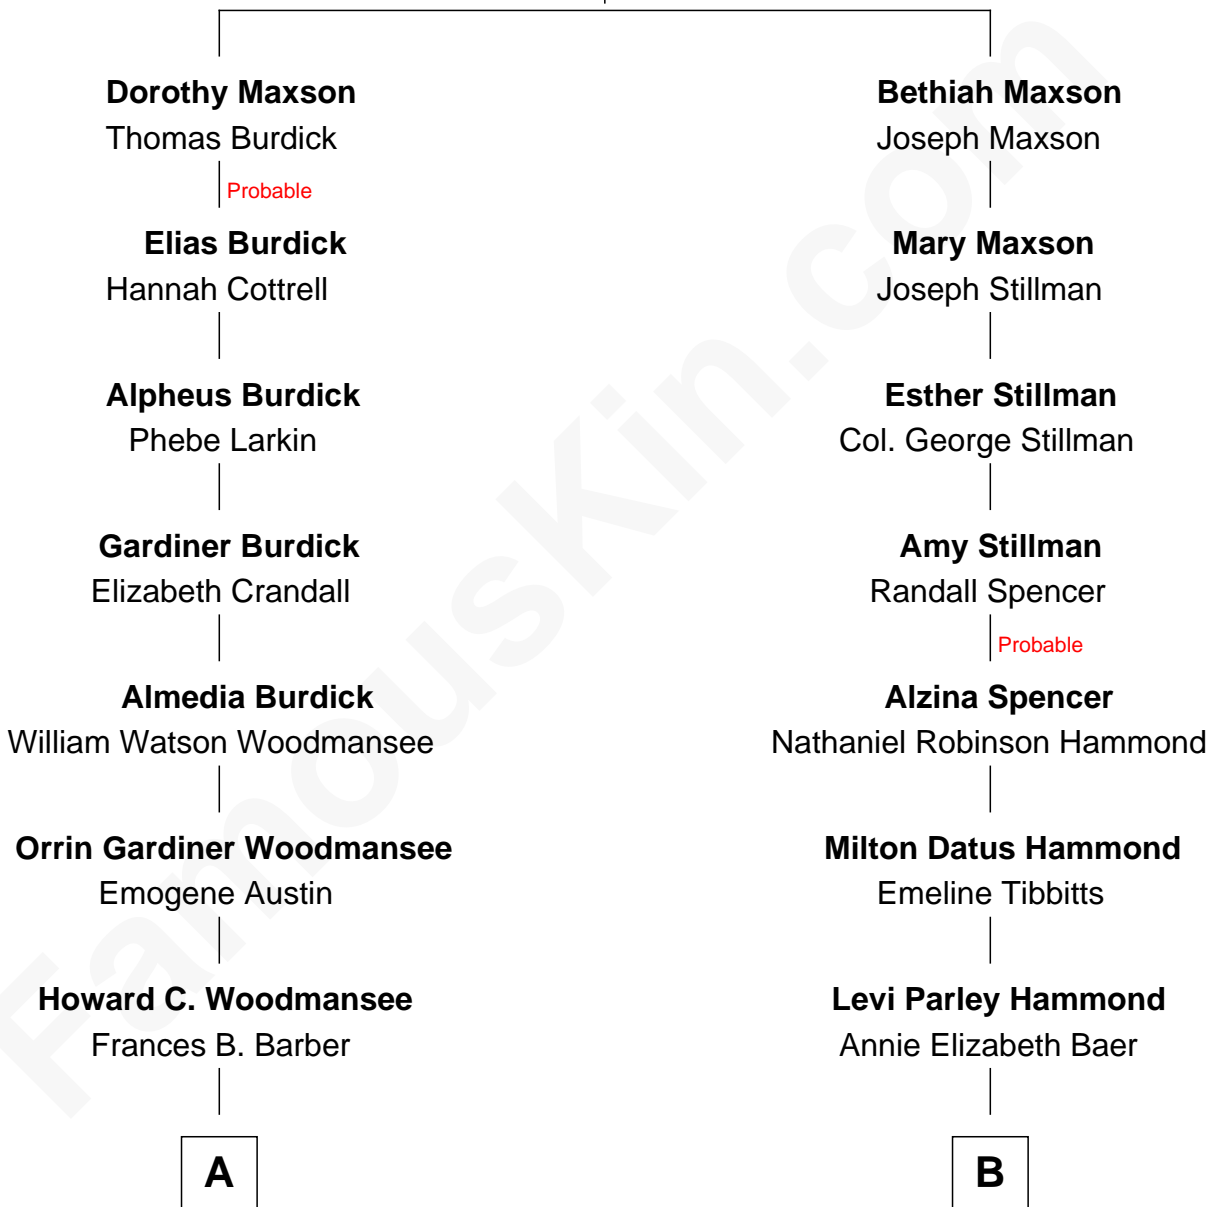 Dorothy Maxson
Thomas Burdick
Probable
Elias Burdick
Hannah Cottrell
Alpheus Burdick
Phebe Larkin
Gardiner Burdick
Elizabeth Crandall
Almedia Burdick
William Watson Woodmansee
Orrin Gardiner Woodmansee
Emogene Austin
Howard C. Woodmansee
Frances B. Barber
A
Bethiah Maxson
Joseph Maxson
Mary Maxson
Joseph Stillman
Esther Stillman
Col. George Stillman
Amy Stillman
Randall Spencer
Probable
Alzina Spencer
Nathaniel Robinson Hammond
Milton Datus Hammond
Emeline Tibbitts
Levi Parley Hammond
Annie Elizabeth Baer
B
FamousKin.com